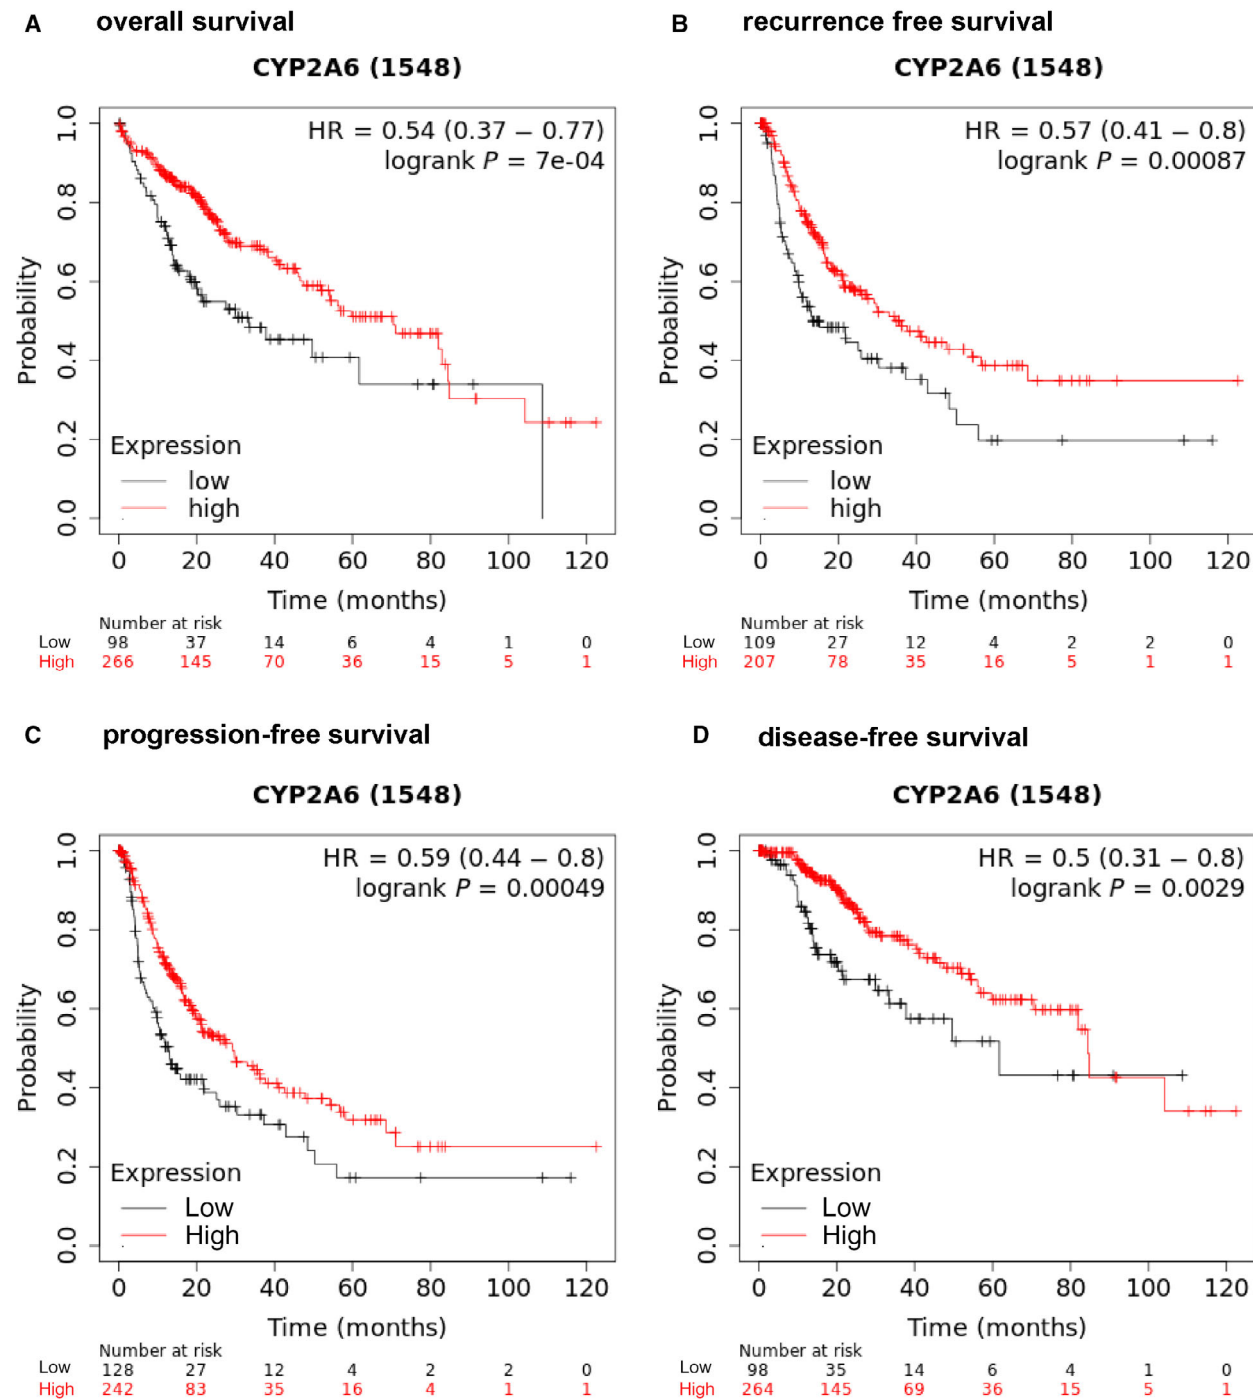 A overall survival
CYP2A6 (1548)
HR = 0.54 (0.37 − 0.77)
logrank P = 7e-04
Probability
1.0
0.8
0.6
0.4
0.2
0.0
Expression
low
high
0 20 40 60 80 100 120
Time (months)
Number at risk
Low 98 37 14 6 4 1 0
High 266 145 70 36 15 5 1
B recurrence free survival
CYP2A6 (1548)
HR = 0.57 (0.41 − 0.8)
logrank P = 0.00087
Probability
1.0
0.8
0.6
0.4
0.2
0.0
Expression
low
high
0 20 40 60 80 100 120
Time (months)
Number at risk
Low 109 27 12 4 2 2 0
High 207 78 35 16 5 1 1
C progression-free survival
CYP2A6 (1548)
HR = 0.59 (0.44 − 0.8)
logrank P = 0.00049
Probability
1.0
0.8
0.6
0.4
0.2
0.0
Expression
Low
High
0 20 40 60 80 100 120
Time (months)
Number at risk
Low 128 27 12 4 2 2 0
High 242 83 35 16 4 1 1
D disease-free survival
CYP2A6 (1548)
HR = 0.5 (0.31 − 0.8)
logrank P = 0.0029
Probability
1.0
0.8
0.6
0.4
0.2
0.0
Expression
Low
High
0 20 40 60 80 100 120
Time (months)
Number at risk
Low 98 35 14 6 4 1 0
High 264 145 69 36 15 5 1